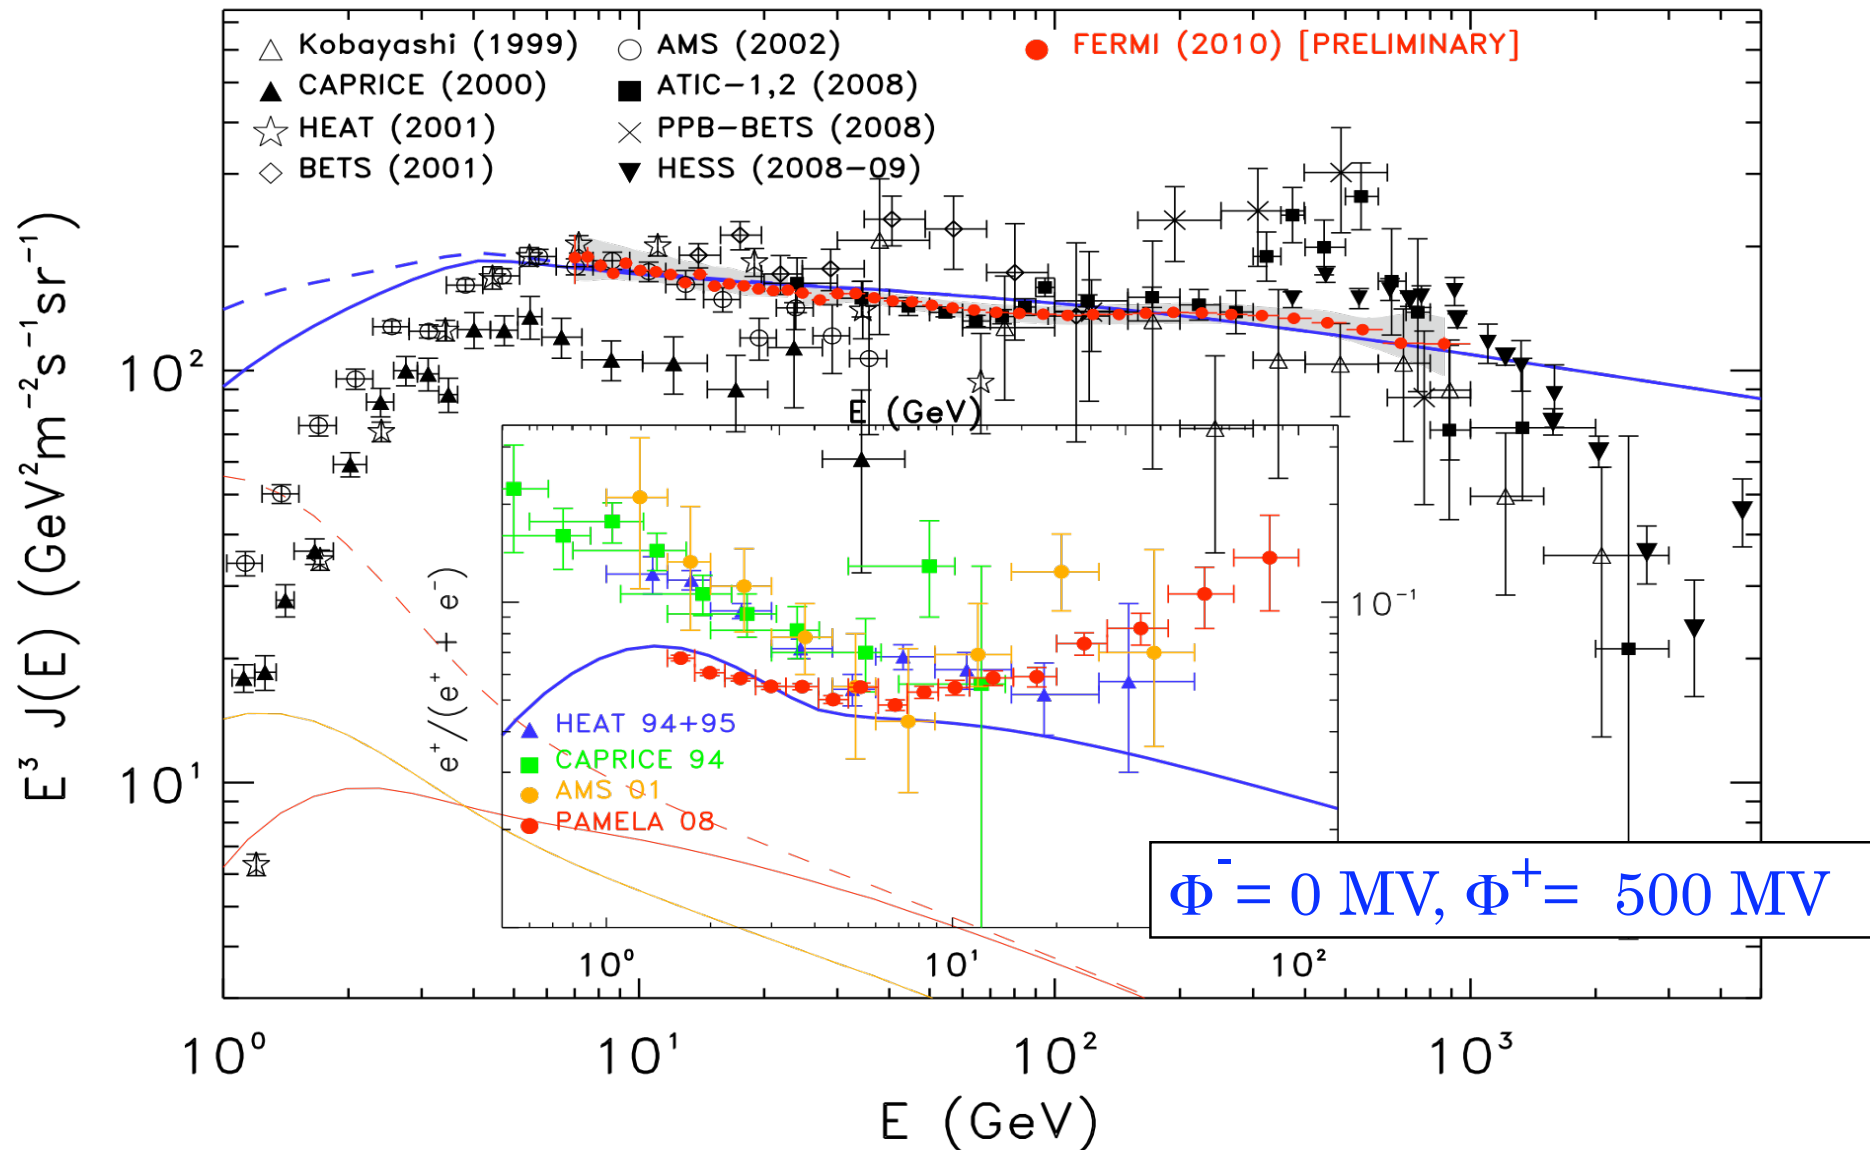 Kobayashi (1999)
CAPRICE (2000)
HEAT (2001)
BETS (2001)
AMS (2002)
ATIC−1,2 (2008)
PPB−BETS (2008)
HESS (2008−09)
FERMI (2010) [PRELIMINARY]
E³ J(E) (GeV²m⁻²s⁻¹sr⁻¹)
10²
10¹
E (GeV)
e⁺/(e⁺ + e⁻)
10⁻¹
HEAT 94+95
CAPRICE 94
AMS 01
PAMELA 08
Φ⁻= 0 MV, Φ⁺= 500 MV
10⁰ 10¹ 10²
10⁰ 10¹ 10² 10³
E (GeV)